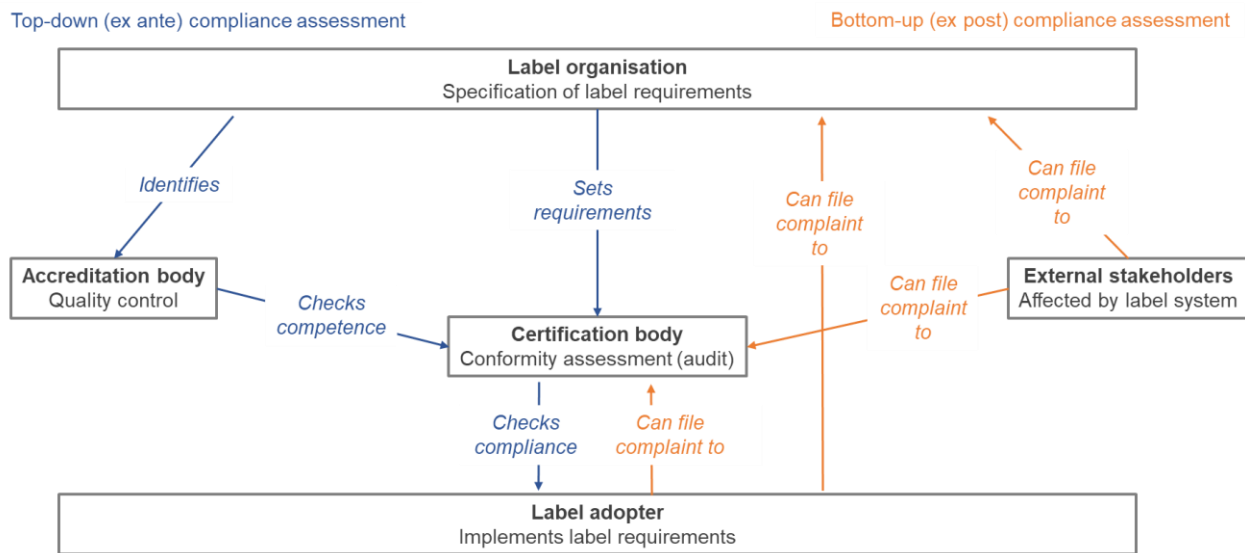 Top-down (ex ante) compliance assessment
Bottom-up (ex post) compliance assessment
Label organisation
Specification of label requirements
Identifies
Sets
requirements
Can file
complaint
to
Can file
complaint
to
Accreditation body
Quality control
External stakeholders
Affected by label system
Checks
competence
Can file
complaint
to
Certification body
Conformity assessment (audit)
Checks
compliance
Can file
complaint to
Label adopter
Implements label requirements